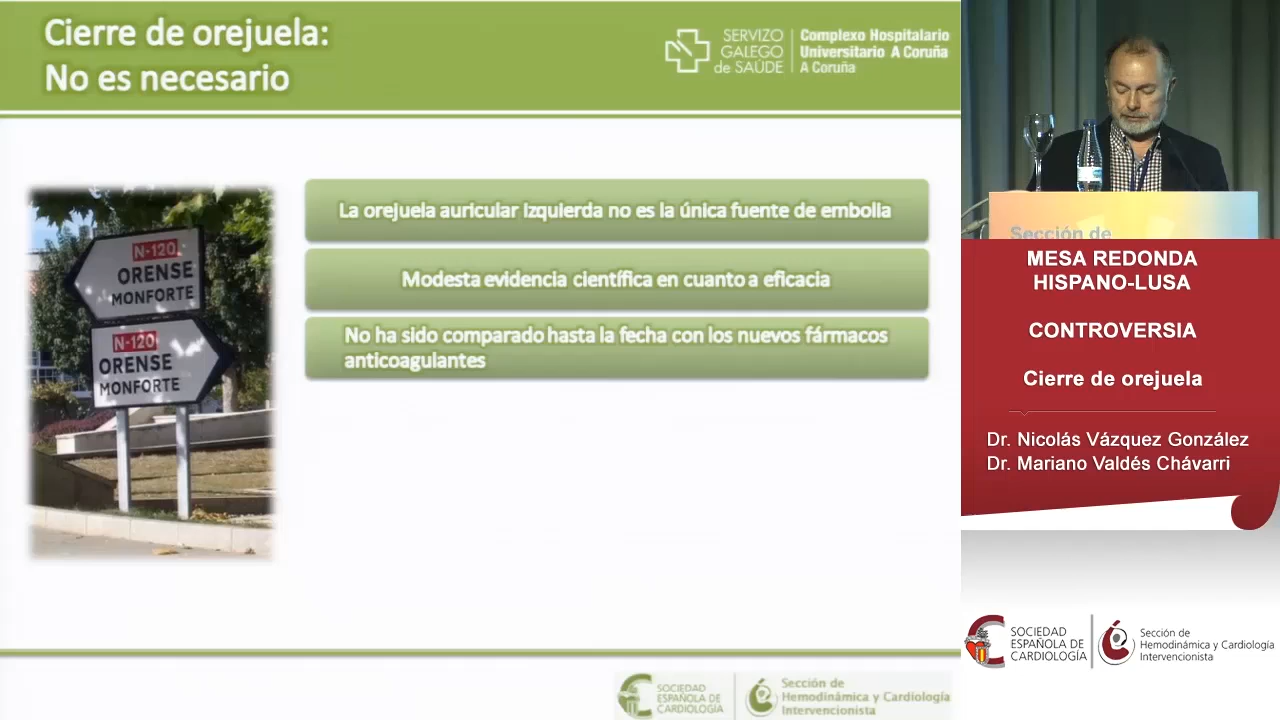 Cierre de orejuela:
No es necesario
SERVIZO
GALEGO
de SAÚDE
Complexo Hospitalario
Universitario A Coruña
A Coruña
N-120
ORENSE
MONFORTE
N-120
ORENSE
MONFORTE
La orejuela auricular izquierda no es la única fuente de embolia
Modesta evidencia científica en cuanto a eficacia
No ha sido comparado hasta la fecha con los nuevos fármacos
anticoagulantes
SOCIEDAD
ESPAÑOLA DE
CARDIOLOGÍA
Sección de
Hemodinámica y Cardiología
Intervencionista
Sección de
MESA REDONDA
HISPANO-LUSA
CONTROVERSIA
Cierre de orejuela
Dr. Nicolás Vázquez González
Dr. Mariano Valdés Chávarri
SOCIEDAD
ESPAÑOLA DE
CARDIOLOGÍA
Sección de
Hemodinámica y Cardiología
Intervencionista